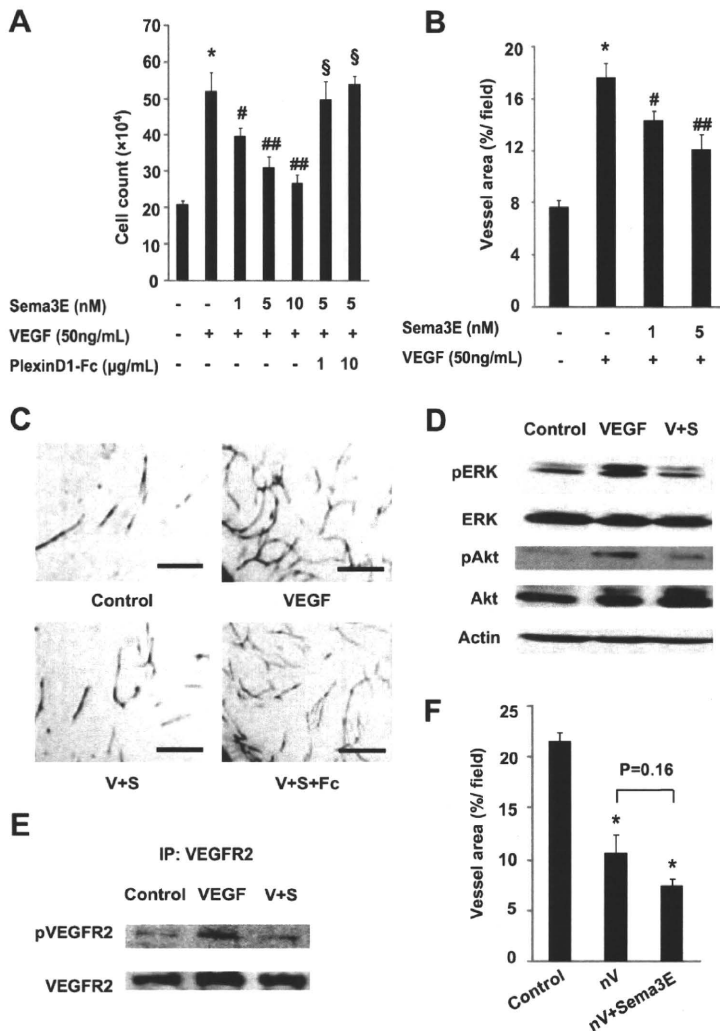 A
Cell count (×10⁴)
70
60
50
40
30
20
10
0
*
#
##
##
§
§
Sema3E (nM) - - 1 5 10 5 5
VEGF (50ng/mL) - + + + + + +
PlexinD1-Fc (µg/mL) - - - - - 1 10
B
Vessel area (%/ field)
20
16
12
8
4
0
*
#
##
Sema3E (nM) - - 1 5
VEGF (50ng/mL) - + + +
C
Control VEGF
V+S V+S+Fc
D
Control VEGF V+S
pERK
ERK
pAkt
Akt
Actin
E
IP: VEGFR2
Control VEGF V+S
pVEGFR2
VEGFR2
F
Vessel area (%/ field)
25
20
15
10
5
0
P=0.16
*
*
Control nV nV+Sema3E